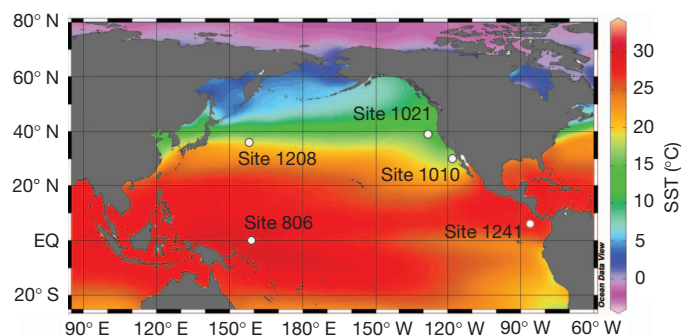 80° N
60° N
40° N
20° N
EQ
20° S
90° E
120° E
150° E
180° E
150° W
120° W
90° W
60° W
Site 1021
Site 1208
Site 1010
Site 806
Site 1241
Ocean Data View
30
25
20
15
10
5
0
SST (°C)